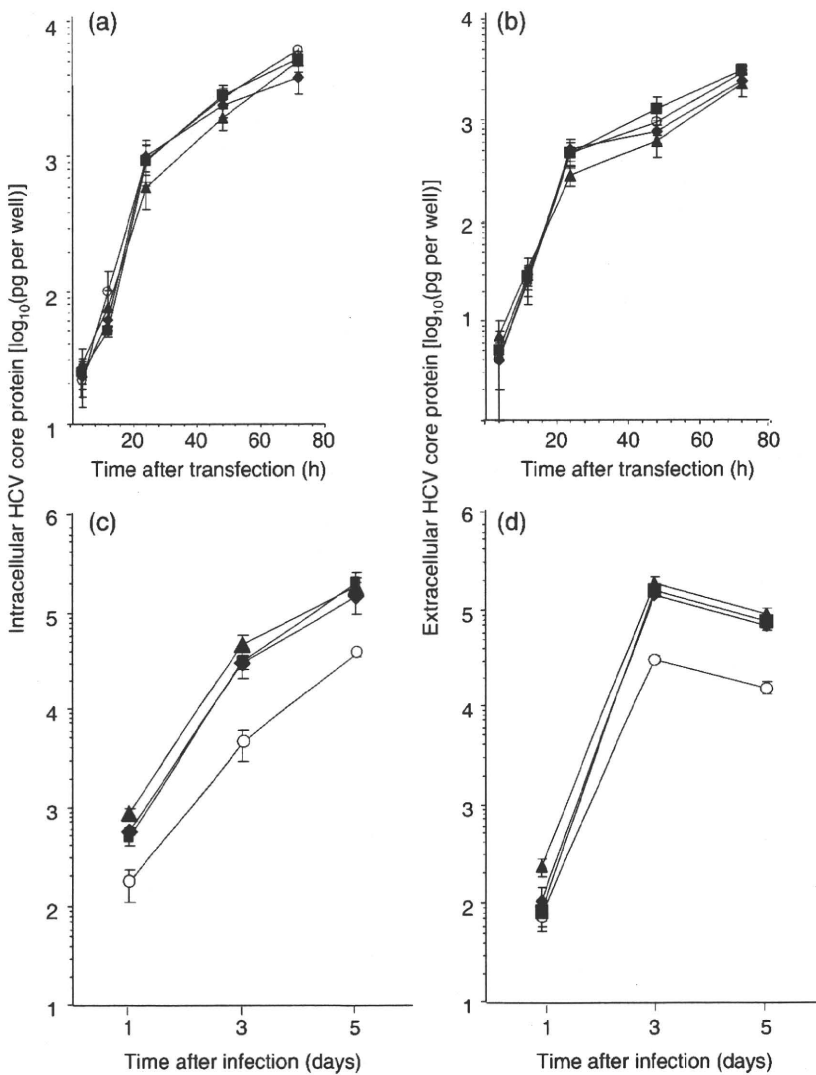 Intracellular HCV core protein [log10(pg per well)]
(a)
4
3
2
1
20 40 60 80
Time after transfection (h)
Extracellular HCV core protein [log10(pg per well)]
(b)
4
3
2
1
20 40 60 80
Time after transfection (h)
(c)
6
5
4
3
2
1
1 3 5
Time after infection (days)
(d)
6
5
4
3
2
1
1 3 5
Time after infection (days)